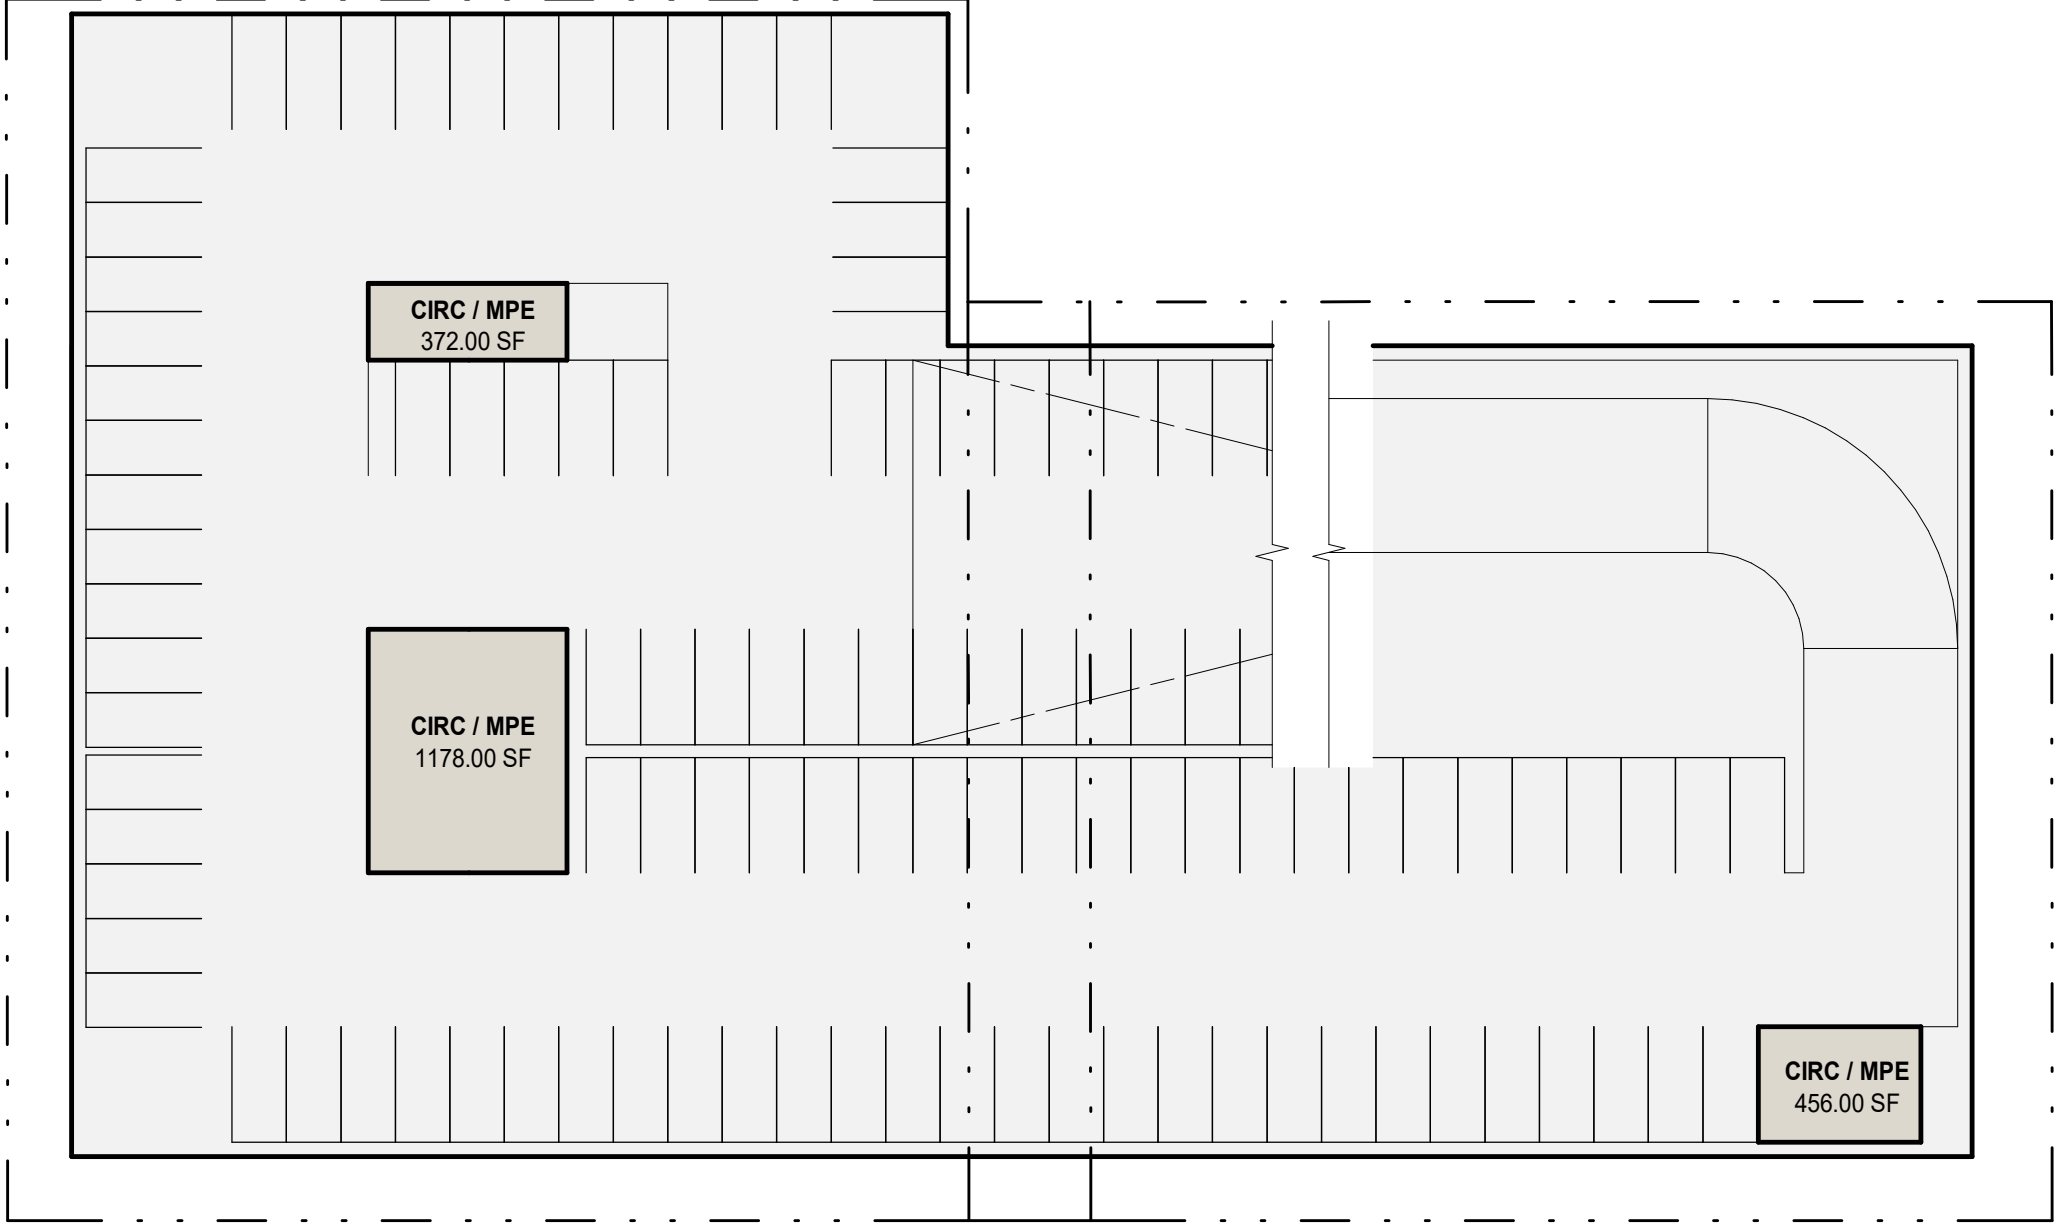 CIRC / MPE
372.00 SF
CIRC / MPE
1178.00 SF
CIRC / MPE
456.00 SF